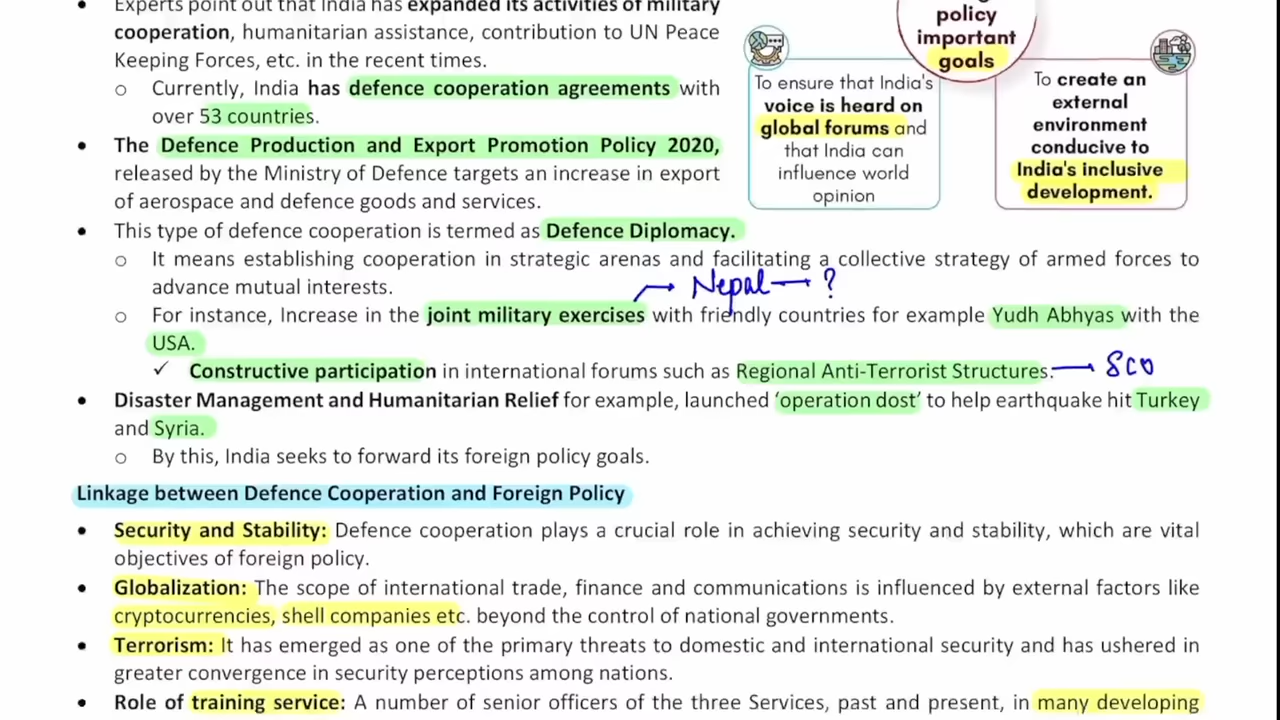 Experts point out that India has expanded its activities of military
cooperation, humanitarian assistance, contribution to UN Peace
Keeping Forces, etc. in the recent times.
o Currently, India has defence cooperation agreements with
over 53 countries.
• The Defence Production and Export Promotion Policy 2020,
released by the Ministry of Defence targets an increase in export
of aerospace and defence goods and services.
policy
important
goals
To ensure that India's
voice is heard on
global forums and
that India can
influence world
opinion
To create an
external
environment
conducive to
India's inclusive
development.
• This type of defence cooperation is termed as Defence Diplomacy.
o It means establishing cooperation in strategic arenas and facilitating a collective strategy of armed forces to
advance mutual interests.
→ Nepal → ?
o For instance, Increase in the joint military exercises with friendly countries for example Yudh Abhyas with the
USA.
✓ Constructive participation in international forums such as Regional Anti-Terrorist Structures. → SCO
• Disaster Management and Humanitarian Relief for example, launched ‘operation dost’ to help earthquake hit Turkey
and Syria.
o By this, India seeks to forward its foreign policy goals.
Linkage between Defence Cooperation and Foreign Policy
• Security and Stability: Defence cooperation plays a crucial role in achieving security and stability, which are vital
objectives of foreign policy.
• Globalization: The scope of international trade, finance and communications is influenced by external factors like
cryptocurrencies, shell companies etc. beyond the control of national governments.
• Terrorism: It has emerged as one of the primary threats to domestic and international security and has ushered in
greater convergence in security perceptions among nations.
• Role of training service: A number of senior officers of the three Services, past and present, in many developing